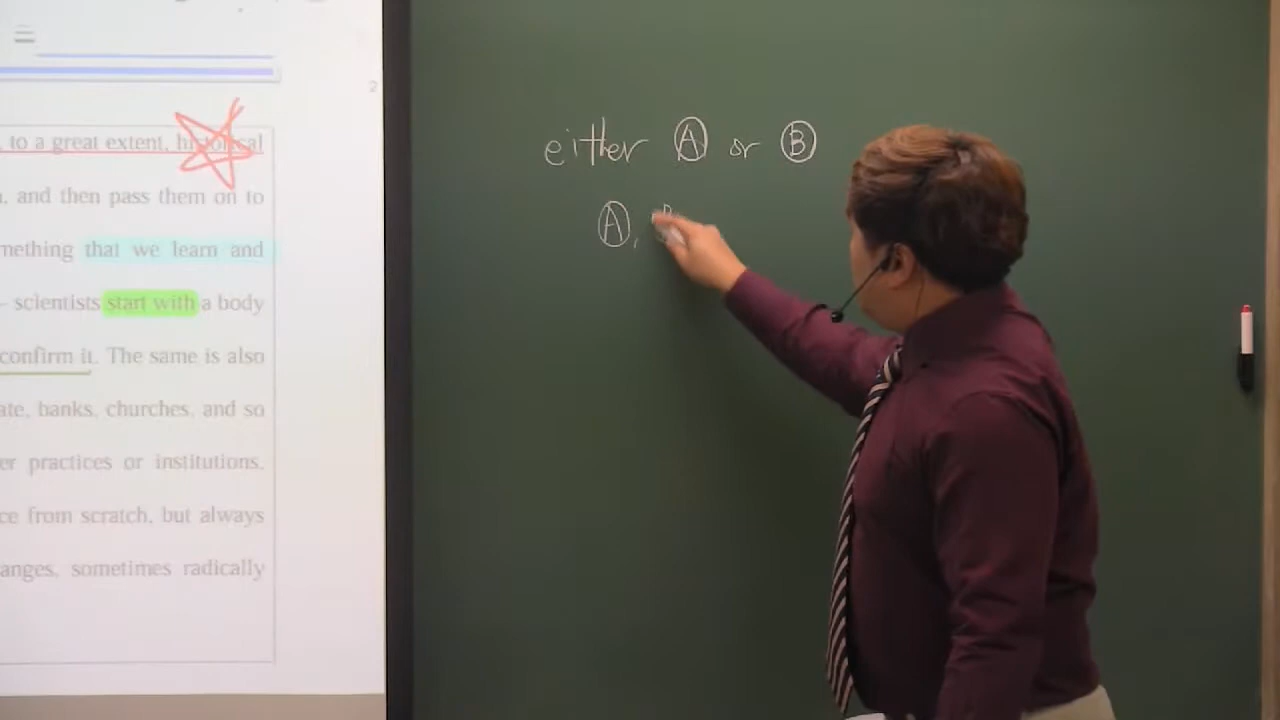 2
, to a great extent, historical
, and then pass them on to
mething that we learn and
– scientists start with a body
confirm it. The same is also
ate, banks, churches, and so
er practices or institutions,
ce from scratch, but always
anges, sometimes radically
either Ⓐ or Ⓑ
Ⓐ,